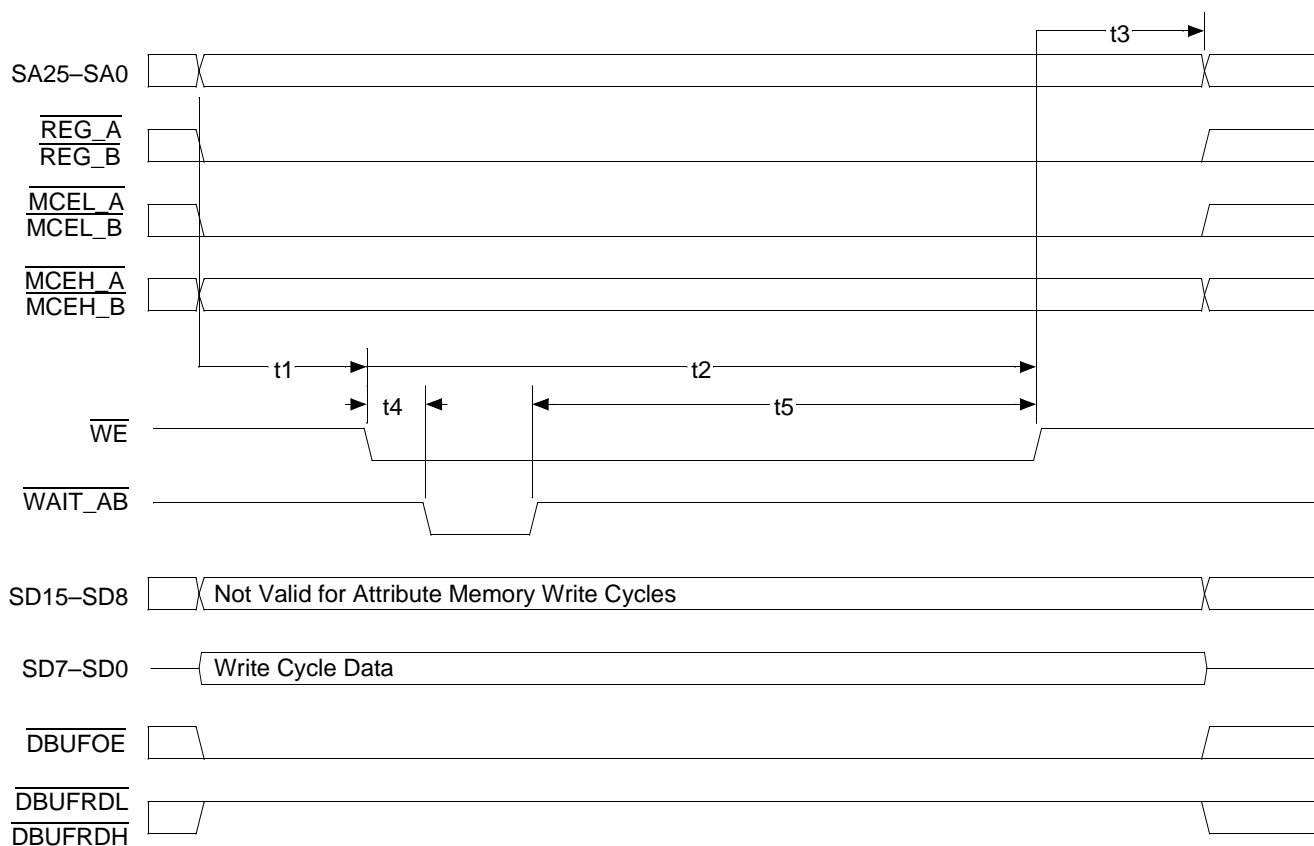 t3
SA25–SA0
REG_A
REG_B
MCEL_A
MCEL_B
MCEH_A
MCEH_B
t1 t2
t4 t5
WE
WAIT_AB
SD15–SD8 Not Valid for Attribute Memory Write Cycles
SD7–SD0 Write Cycle Data
DBUFOE
DBUFRDL
DBUFRDH